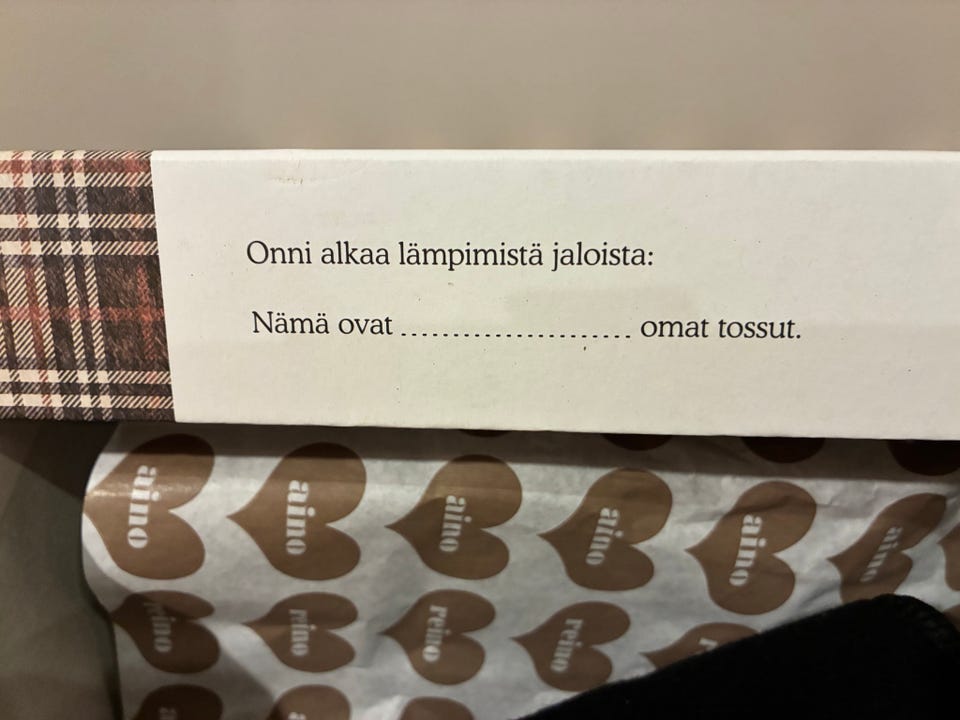 Onni alkaa lämpimistä jaloista:
Nämä ovat ...................... omat tossut.
aino aino aino aino aino aino
reino reino reino reino